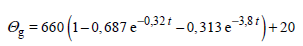 Θg = 660 (1−0,687 e^−0,32 t −0,313 e^−3,8 t)+20